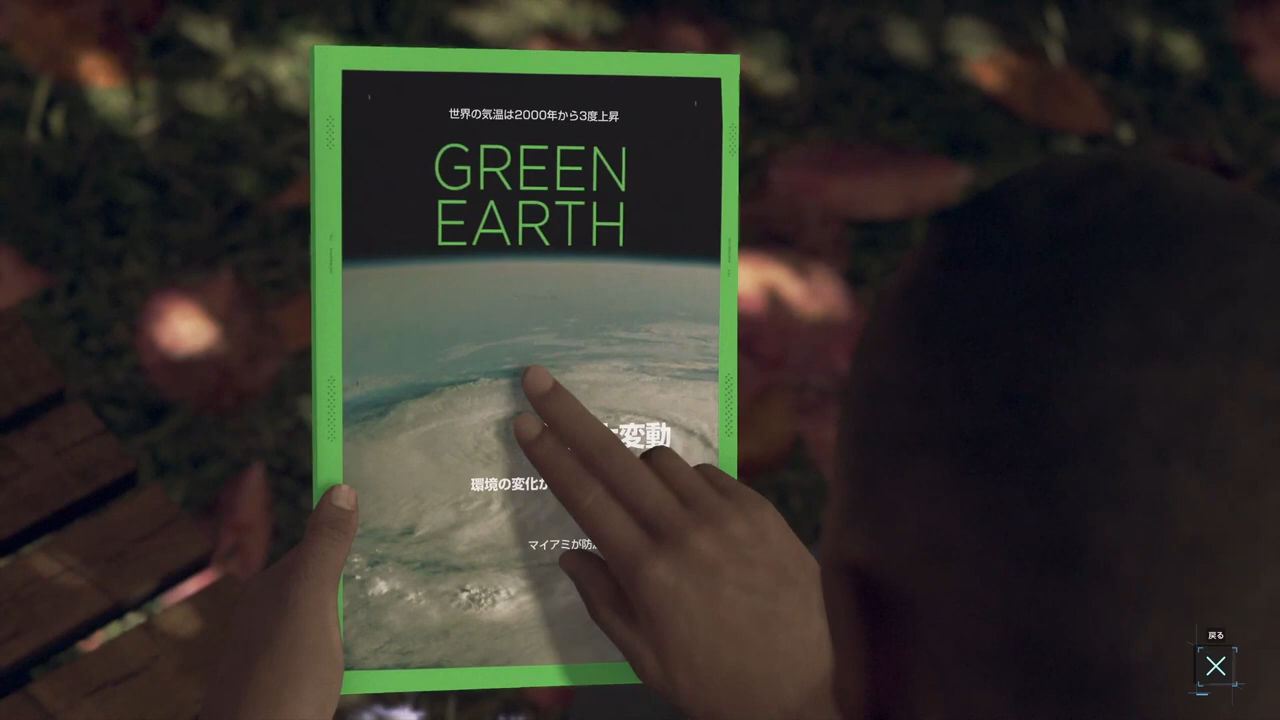 世界の気温は2000年から3度上昇
GREEN
EARTH
変動
環境の変化
マイアミが防
戻る